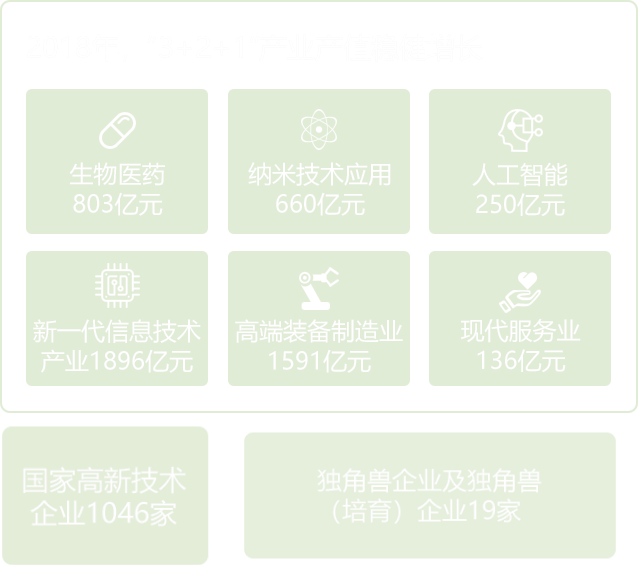 生物医药
803亿元
纳米技术应用
660亿元
人工智能
250亿元
新一代信息技术
产业1896亿元
高端装备制造业
1591亿元
现代服务业
136亿元
国家高新技术
企业1046家
独角兽企业及独角兽
（培育）企业19家